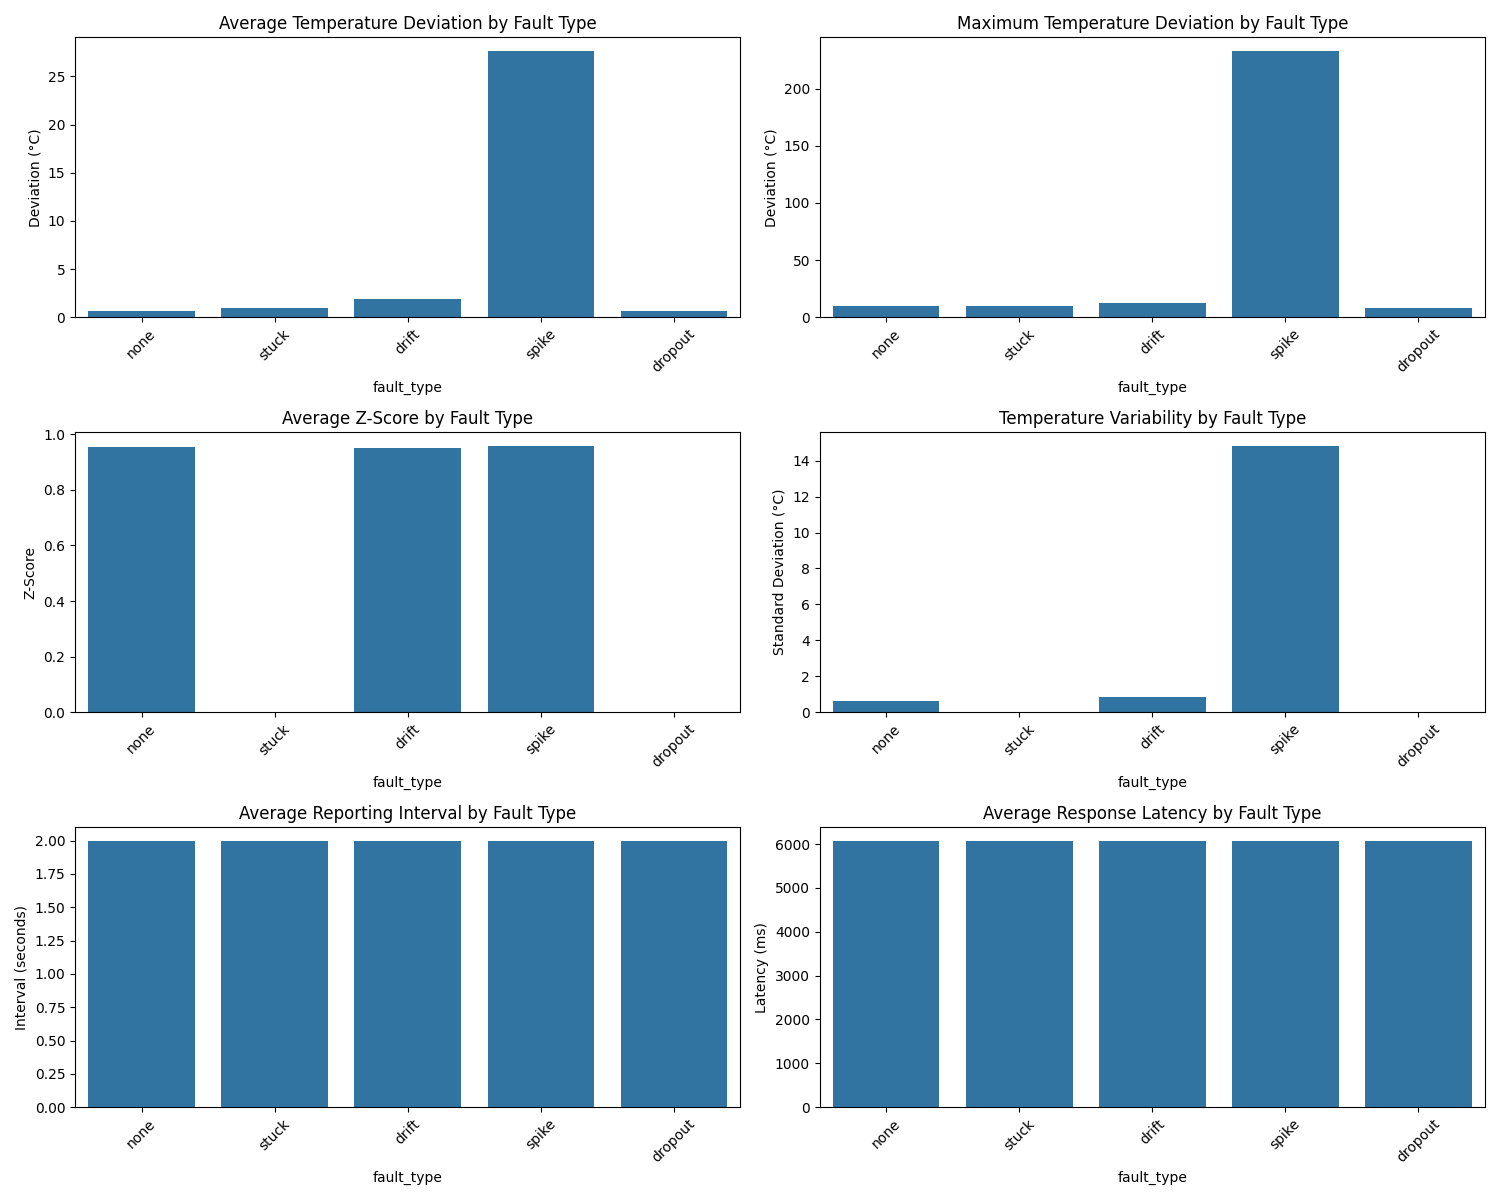 Average Temperature Deviation by Fault Type
Deviation (°C)
25
20
15
10
5
0
none
stuck
drift
spike
dropout
fault_type
Maximum Temperature Deviation by Fault Type
Deviation (°C)
200
150
100
50
0
none
stuck
drift
spike
dropout
fault_type
Average Z-Score by Fault Type
Z-Score
1.0
0.8
0.6
0.4
0.2
0.0
none
stuck
drift
spike
dropout
fault_type
Temperature Variability by Fault Type
Standard Deviation (°C)
14
12
10
8
6
4
2
0
none
stuck
drift
spike
dropout
fault_type
Average Reporting Interval by Fault Type
Interval (seconds)
2.00
1.75
1.50
1.25
1.00
0.75
0.50
0.25
0.00
none
stuck
drift
spike
dropout
fault_type
Average Response Latency by Fault Type
Latency (ms)
6000
5000
4000
3000
2000
1000
0
none
stuck
drift
spike
dropout
fault_type